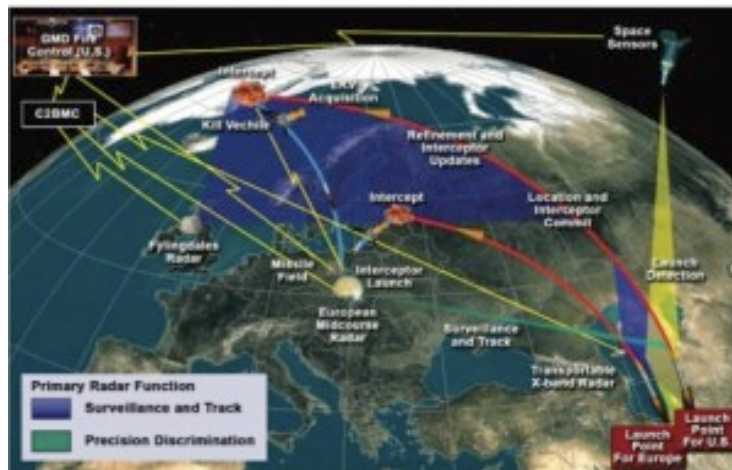 GMD Fire
Control (U.S.)
Space
Sensors
Intercept
EKV
Acquisition
C2BMC
Kill Vechile
Refinement and
Interceptor
Updates
Intercept
Location and
Interceptor
Commit
Fylingdales
Radar
Missile
Field
Interceptor
Launch
Launch
Detection
European
Midcourse
Radar
Surveillance
and Track
Transportable
X-band Radar
Primary Radar Function
Surveillance and Track
Precision Discrimination
Launch
Point
For Europe
Launch
Point
For U.S.